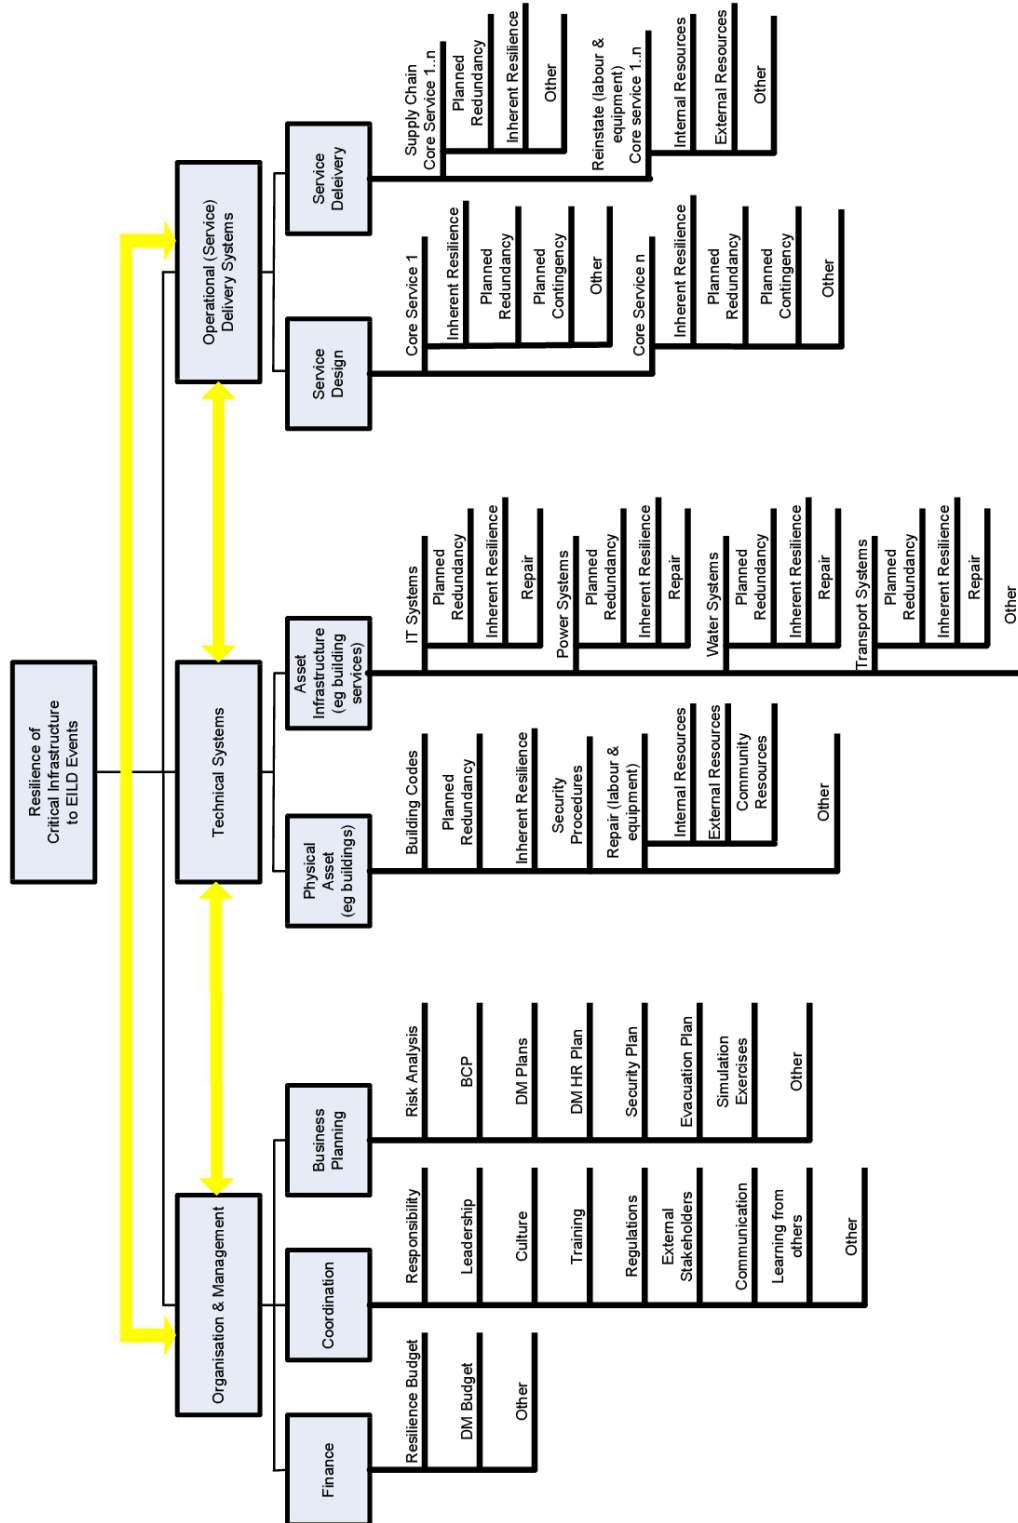 Resilience of
Critical Infrastructure
to EILD Events
Organisation & Management
Technical Systems
Operational (Service)
Delivery Systems
Finance
Coordination
Business
Planning
Physical
Asset
(eg buildings)
Asset
Infrastructure
(eg building
services)
Service
Design
Service
Deleivery
Resilience Budget
DM Budget
Other
Responsibility
Leadership
Culture
Training
Regulations
External
Stakeholders
Communication
Learning from
others
Other
Risk Analysis
BCP
DM Plans
DM HR Plan
Security Plan
Evacuation Plan
Simulation
Exercises
Other
Building Codes
Planned
Redundancy
Inherent Resilience
Security
Procedures
Repair (labour &
equipment)
Internal Resources
External Resources
Community
Resources
Other
IT Systems
Planned
Redundancy
Inherent Resilience
Repair
Power Systems
Planned
Redundancy
Inherent Resilience
Repair
Water Systems
Planned
Redundancy
Inherent Resilience
Repair
Transport Systems
Planned
Redundancy
Inherent Resilience
Repair
Other
Core Service 1
Inherent Resilience
Planned
Redundancy
Planned
Contingency
Other
Core Service n
Inherent Resilience
Planned
Redundancy
Planned
Contingency
Other
Supply Chain
Core Service 1..n
Planned
Redundancy
Inherent Resilience
Other
Reinstate (labour &
equipment)
Core service 1..n
Internal Resources
External Resources
Other